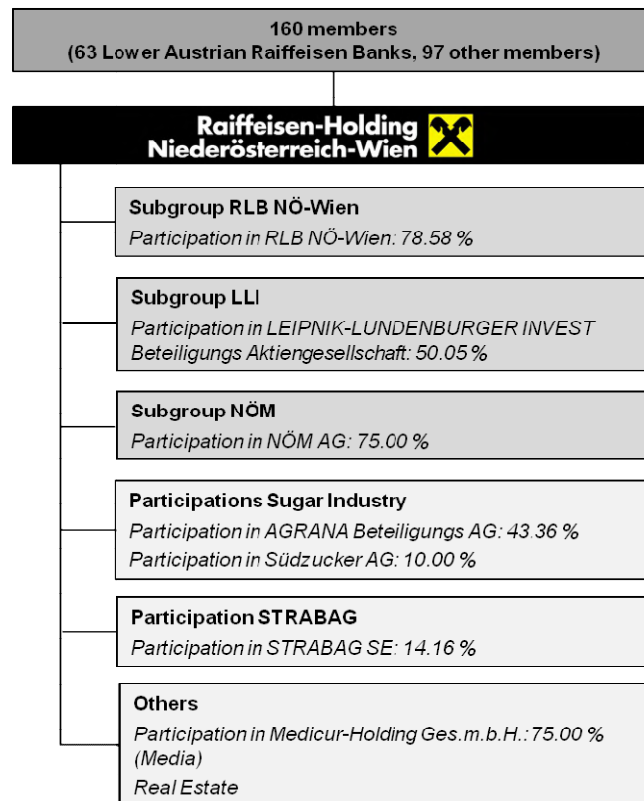 160 members
(63 Lower Austrian Raiffeisen Banks, 97 other members)
Raiffeisen-Holding
Niederösterreich-Wien
Subgroup RLB NÖ-Wien
Participation in RLB NÖ-Wien: 78.58 %
Subgroup LLI
Participation in LEIPNIK-LUNDENBURGER INVEST
Beteiligungs Aktiengesellschaft: 50.05 %
Subgroup NÖM
Participation in NÖM AG: 75.00 %
Participations Sugar Industry
Participation in AGRANA Beteiligungs AG: 43.36 %
Participation in Südzucker AG: 10.00 %
Participation STRABAG
Participation in STRABAG SE: 14.16 %
Others
Participation in Medicur-Holding Ges.m.b.H.: 75.00 %
(Media)
Real Estate